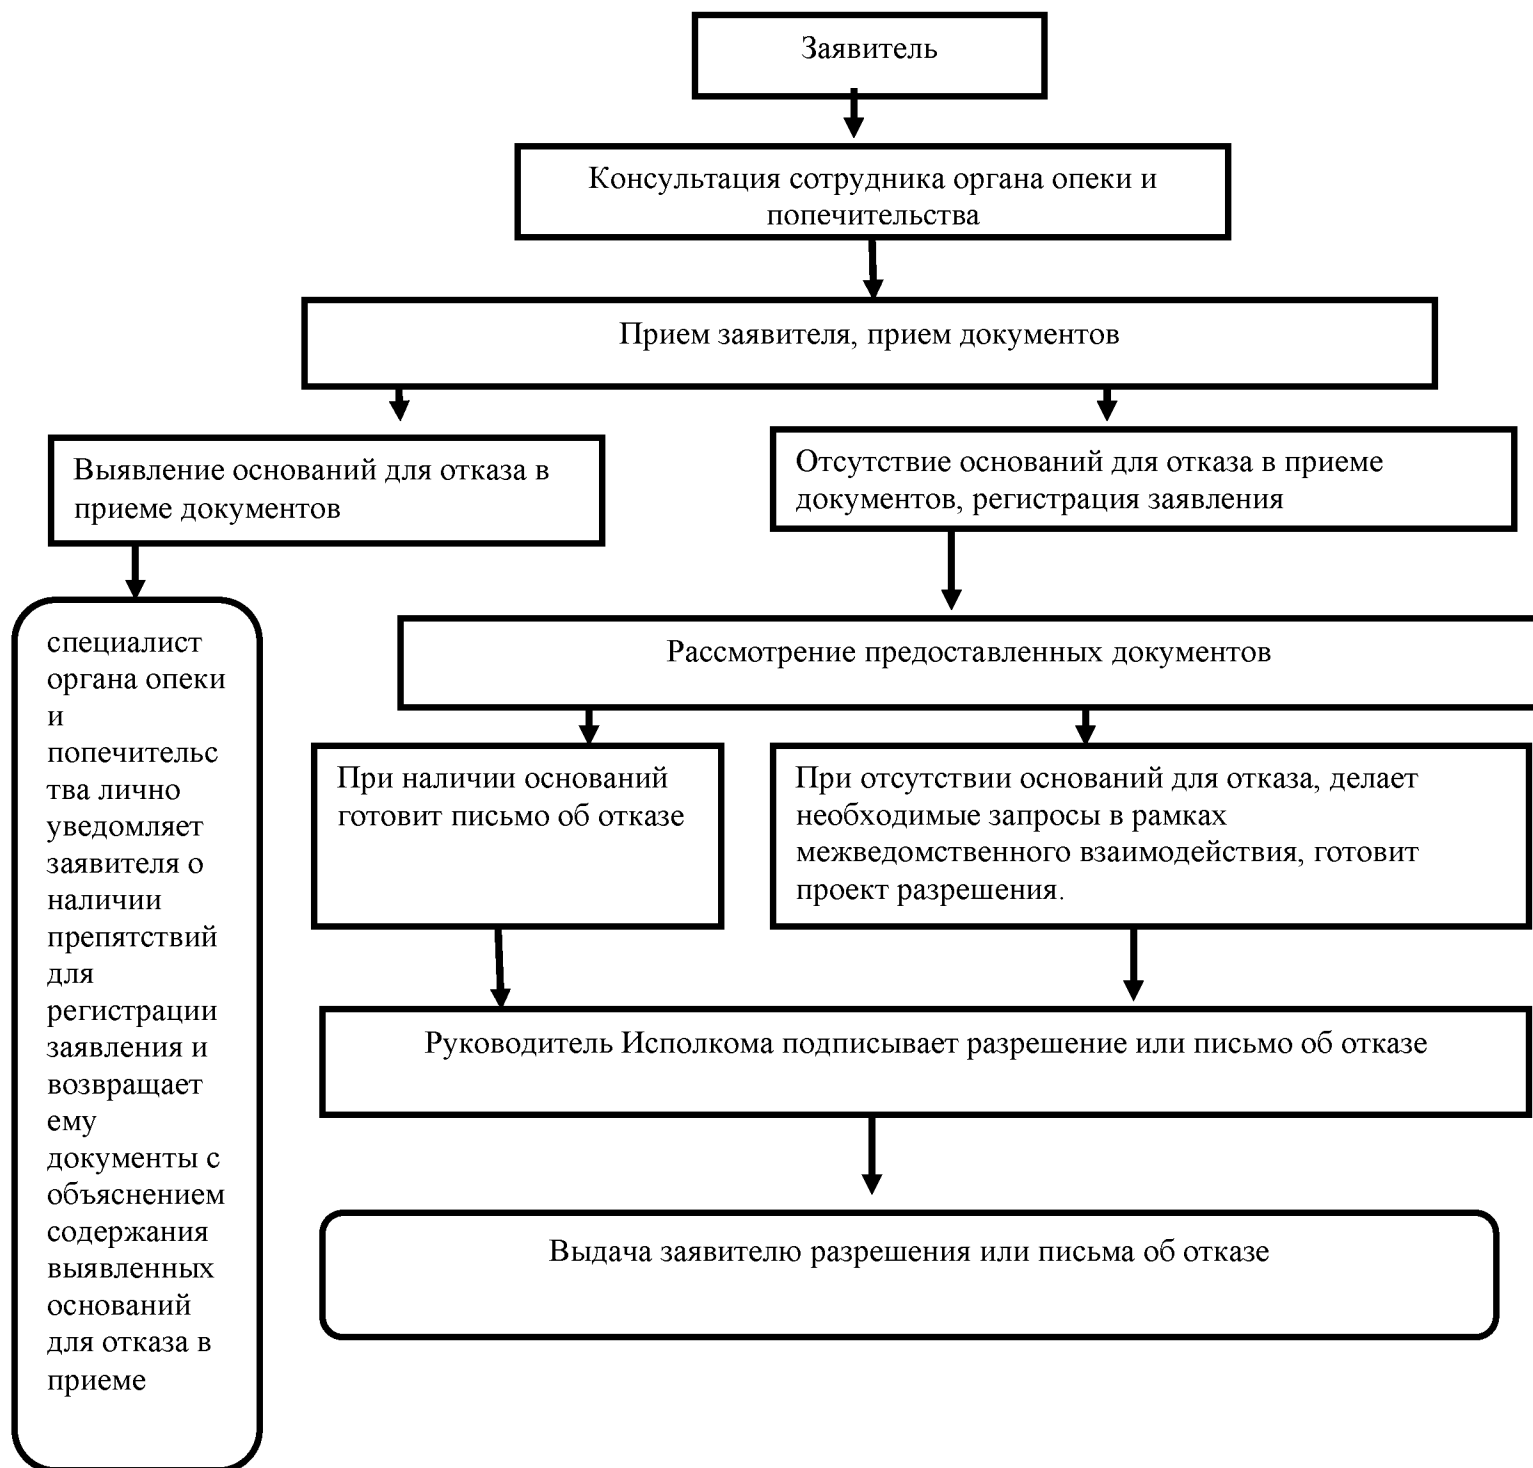 Заявитель
Консультация сотрудника органа опеки и
попечительства
Прием заявителя, прием документов
Выявление оснований для отказа в
приеме документов
Отсутствие оснований для отказа в приеме
документов, регистрация заявления
специалист
органа опеки
и
попечительс
тва лично
уведомляет
заявителя о
наличии
препятствий
для
регистрации
заявления и
возвращает
ему
документы с
объяснением
содержания
выявленных
оснований
для отказа в
приеме
Рассмотрение предоставленных документов
При наличии оснований
готовит письмо об отказе
При отсутствии оснований для отказа, делает
необходимые запросы в рамках
межведомственного взаимодействия, готовит
проект разрешения.
Руководитель Исполкома подписывает разрешение или письмо об отказе
Выдача заявителю разрешения или письма об отказе